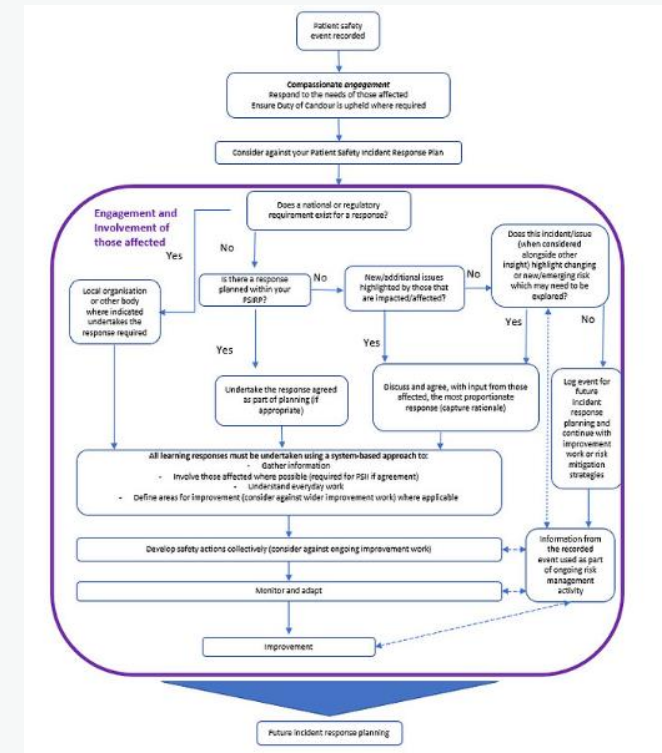 Patient safety
event recorded
Compassionate engagement
Respond to the needs of those affected
Ensure Duty of Candour is upheld where required
Consider against your Patient Safety Incident Response Plan
Engagement and
Involvement of
those affected
Does a national or regulatory
requirement exist for a response?
Yes
No
Does this incident/issue
(when considered
alongside other
insight) highlight changing
or new/emerging risk
which may need to be
explored?
Local organisation
or other body
where indicated
undertakes the
response required
Is there a response
planned within your
PSIRP?
No
New/additional issues
highlighted by those that
are impacted/affected?
No
Yes
Yes
Yes
No
Undertake the response agreed
as part of planning (if
appropriate)
Discuss and agree, with input from those
affected, the most proportionate
response (capture rationale)
Log event for
future
incident
response
planning and
continue with
improvement
work or risk
mitigation
strategies
All learning responses must be undertaken using a system-based approach to:
- Gather information
- Involve those affected where possible (required for PSII if agreement)
- Understand everyday work
- Define areas for improvement (consider against wider improvement work) where applicable
Develop safety actions collectively (consider against ongoing improvement work)
Information from
the recorded
event used as part
of ongoing risk
management
activity
Monitor and adapt
Improvement
Future incident response planning